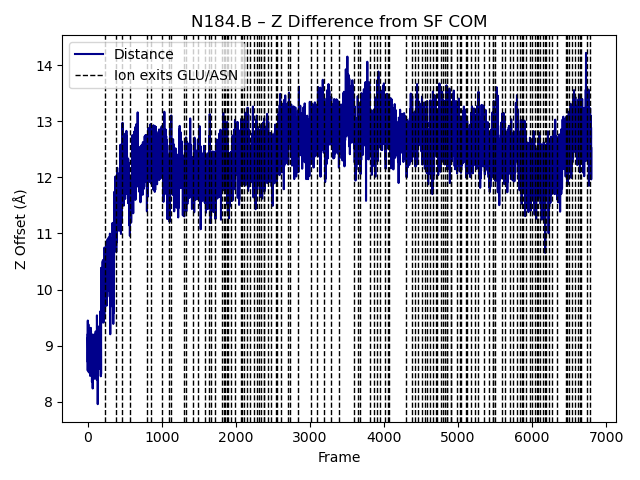 N184.B – Z Difference from SF COM
Distance
Ion exits GLU/ASN
14
13
12
11
10
9
8
Z Offset (Å)
0 1000 2000 3000 4000 5000 6000 7000
Frame